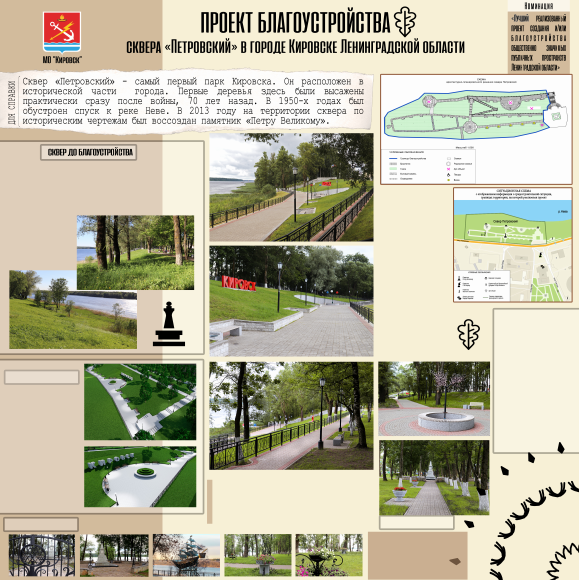 ПРОЕКТ БЛАГОУСТРОЙСТВА
СКВЕРА «ПЕТРОВСКИЙ» В ГОРОДЕ КИРОВСКЕ ЛЕНИНГРАДСКОЙ ОБЛАСТИ
МО "Кировск"
Номинация
«Лучший реализованный
проект создания и/или
благоустройства
общественно значимых
публичных пространств
Ленинградской области»
ДЛЯ СПРАВКИ
Сквер «Петровский» - самый первый парк Кировска. Он расположен в
исторической части города. Первые деревья здесь были высажены
практически сразу после войны, 70 лет назад. В 1950-х годах был
обустроен спуск к реке Неве. В 2013 году на территории сквера по
историческим чертежам был воссоздан памятник «Петру Великому».
СКВЕР ДО БЛАГОУСТРОЙСТВА
СИТУАЦИОННАЯ СХЕМА
КИРОВСК